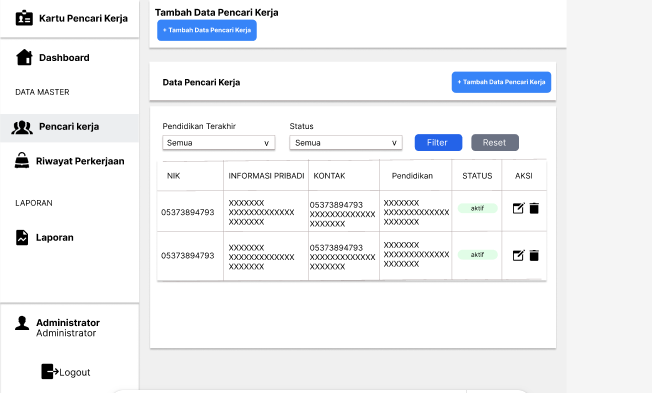 Kartu Pencari Kerja
Dashboard
DATA MASTER
Pencari kerja
Riwayat Perkerjaan
LAPORAN
Laporan
Administrator
Administrator
Logout
Tambah Data Pencari Kerja
+ Tambah Data Pencari Kerja
Data Pencari Kerja
+ Tambah Data Pencari Kerja
Pendidikan Terakhir
Status
Semua v
Semua v
Filter
Reset
NIK INFORMASI PRIBADI KONTAK Pendidikan STATUS AKSI
05373894793
XXXXXXX
XXXXXXXXXXXXX
XXXXXXX
05373894793
XXXXXXXXXXXXX
XXXXXXX
XXXXXXX
XXXXXXXXXXXXX
XXXXXXX
aktif
05373894793
XXXXXXX
XXXXXXXXXXXXX
XXXXXXX
05373894793
XXXXXXXXXXXXX
XXXXXXX
XXXXXXX
XXXXXXXXXXXXX
XXXXXXX
aktif